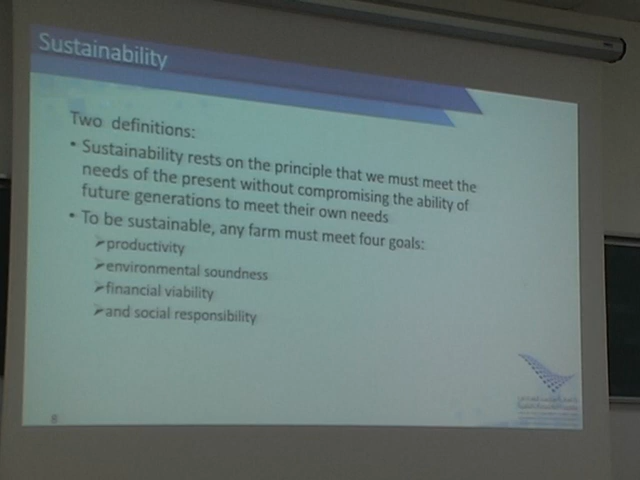 Sustainability
Two definitions:
• Sustainability rests on the principle that we must meet the
needs of the present without compromising the ability of
future generations to meet their own needs
• To be sustainable, any farm must meet four goals:
➢productivity
➢environmental soundness
➢financial viability
➢and social responsibility
8